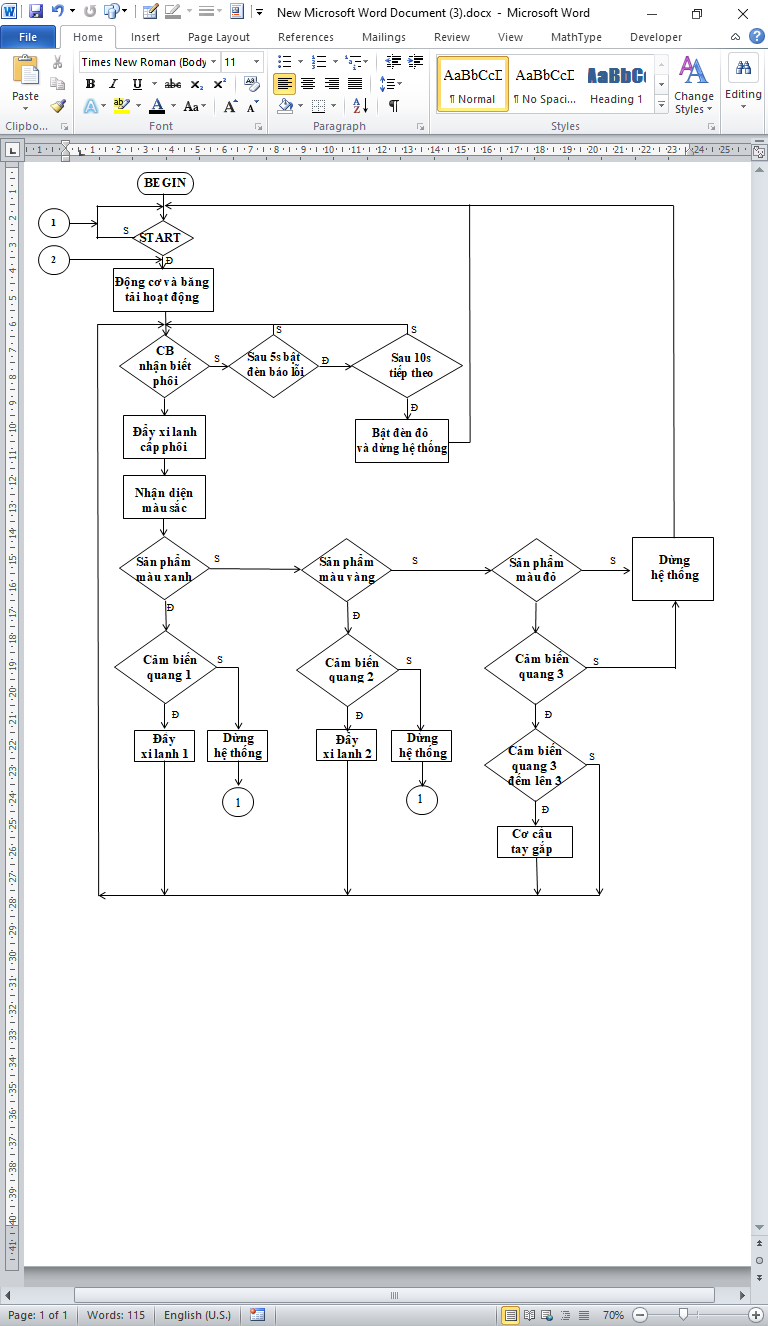 New Microsoft Word Document (3).docx - Microsoft Word
File Home Insert Page Layout References Mailings Review View MathType Developer
Times New Roman (Body 11
AaBbCcI AaBbCcI AaBbC
Paste B I U abc X₂ X² ¶ Normal ¶ No Spaci... Heading 1 Change Styles Editing
Clipbo... Font Paragraph Styles
BEGIN
1
S
START
2
Đ
Động cơ và băng
tải hoạt động
S
S
CB
nhận biết
phôi
S
Sau 5s bật
đèn báo lỗi
Đ
Sau 10s
tiếp theo
Đ
Đẩy xi lanh
cấp phôi
Bật đèn đỏ
và dừng hệ thống
Nhận diện
màu sắc
Sản phẩm
màu xanh
S
Sản phẩm
màu vàng
S
Sản phẩm
màu đỏ
S
Dừng
hệ thống
Đ
Đ
Cảm biến
quang 1
S
Cảm biến
quang 2
S
Cảm biến
quang 3
S
Đ
Đ
Đ
Đẩy
xi lanh 1
Dừng
hệ thống
Đẩy
xi lanh 2
Dừng
hệ thống
Cảm biến
quang 3
đếm lên 3
S
1
1
Đ
Cơ cấu
tay gắp
Page: 1 of 1 Words: 115 English (U.S.) 70%